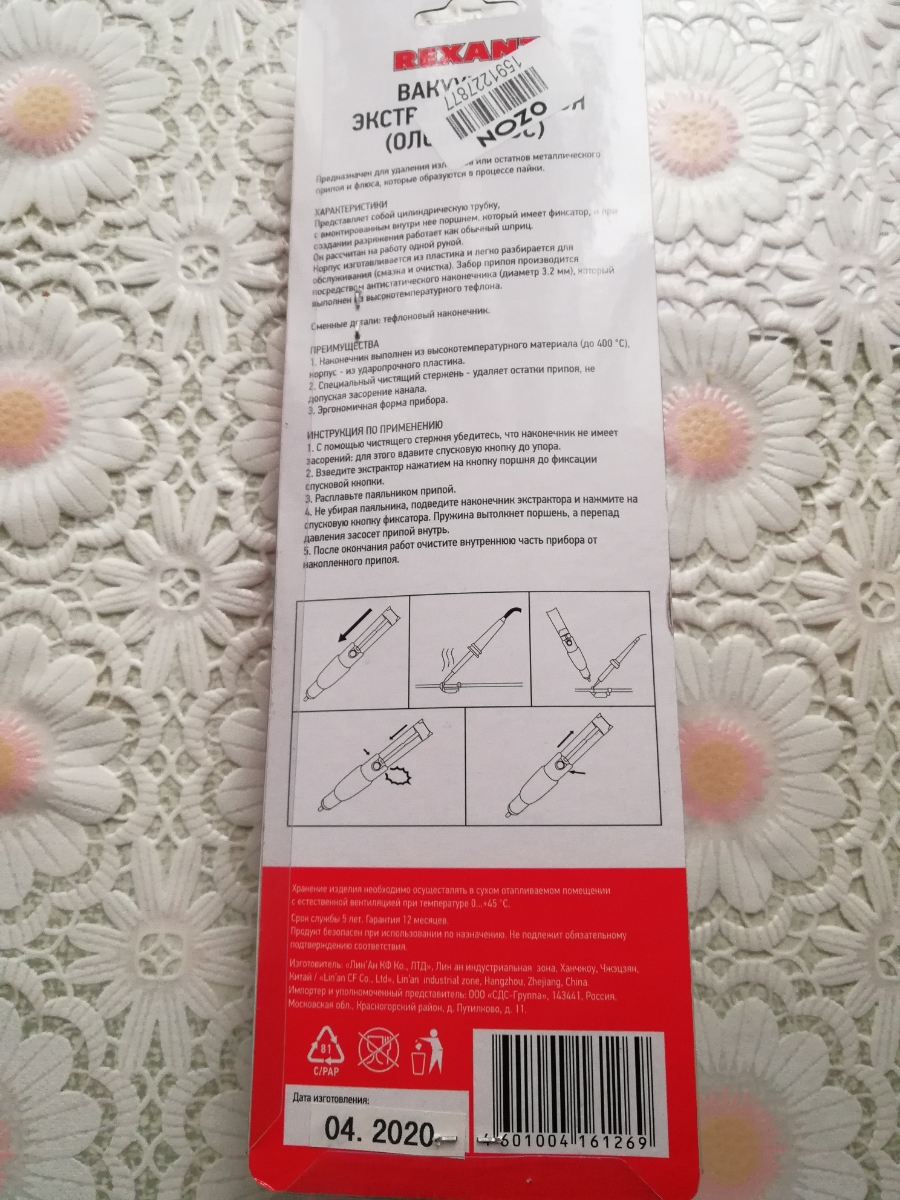 REXANT
ВАКУУ
ЭКСТР
(ОЛО
1591227877
OZON
Предназначен для удаления или остатков металлического
припоя и флюса, которые образуются в процессе пайки.
ХАРАКТЕРИСТИКИ
Представляет собой цилиндрическую трубку,
с вмонтированным внутри нее поршнем, который имеет фиксатор, и при
создании разряжения работает как обычный шприц.
Он рассчитан на работу одной рукой.
Корпус изготавливается из пластика и легко разбирается для
обслуживания (смазка и очистка). Забор припоя производится
посредством антистатического наконечника (диаметр 3.2 мм), который
выполнен из высокотемпературного тефлона.
Сменные детали: тефлоновый наконечник.
ПРЕИМУЩЕСТВА
1. Наконечник выполнен из высокотемпературного материала (до 400 °С),
корпус - из ударопрочного пластика.
2. Специальный чистящий стержень - удаляет остатки припоя, не
допуская засорение канала.
3. Эргономичная форма прибора.
ИНСТРУКЦИЯ ПО ПРИМЕНЕНИЮ
1. С помощью чистящего стержня убедитесь, что наконечник не имеет
засорений: для этого вдавите спусковую кнопку до упора.
2. Взведите экстрактор нажатием на кнопку поршня до фиксации
спусковой кнопки.
3. Расплавьте паяльником припой.
4. Не убирая паяльника, подведите наконечник экстрактора и нажмите на
спусковую кнопку фиксатора. Пружина вытолкнет поршень, а перепад
давления засосет припой внутрь.
5. После окончания работ очистите внутреннюю часть прибора от
накопленного припоя.
Хранение изделия необходимо осуществлять в сухом отапливаемом помещении
с естественной вентиляцией при температуре 0...+45 °С.
Срок службы 5 лет. Гарантия 12 месяцев.
Продукт безопасен при использовании по назначению. Не подлежит обязательному
подтверждению соответствия.
Изготовитель: «Лин'Ан КФ Ко., ЛТД», Лин ан индустриальная зона, Ханчжоу, Чжэцзян,
Китай / «Lin'an CF Co., Ltd», Lin'an industrial zone, Hangzhou, Zhejiang, China.
Импортер и уполномоченный представитель: ООО «СДС-Группа», 143441, Россия,
Московская обл., Красногорский район, д. Путилково, д. 11.
81
C/PAP
Дата изготовления:
04. 2020
4 601004 161269